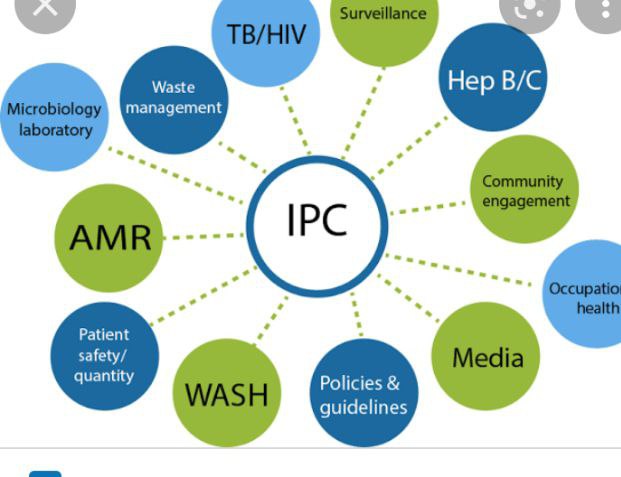 Surveillance
TB/HIV
Hep B/C
Waste
management
Microbiology
laboratory
Community
engagement
IPC
AMR
health
Patient
safety/
quantity
Media
WASH
Policies &
guidelines